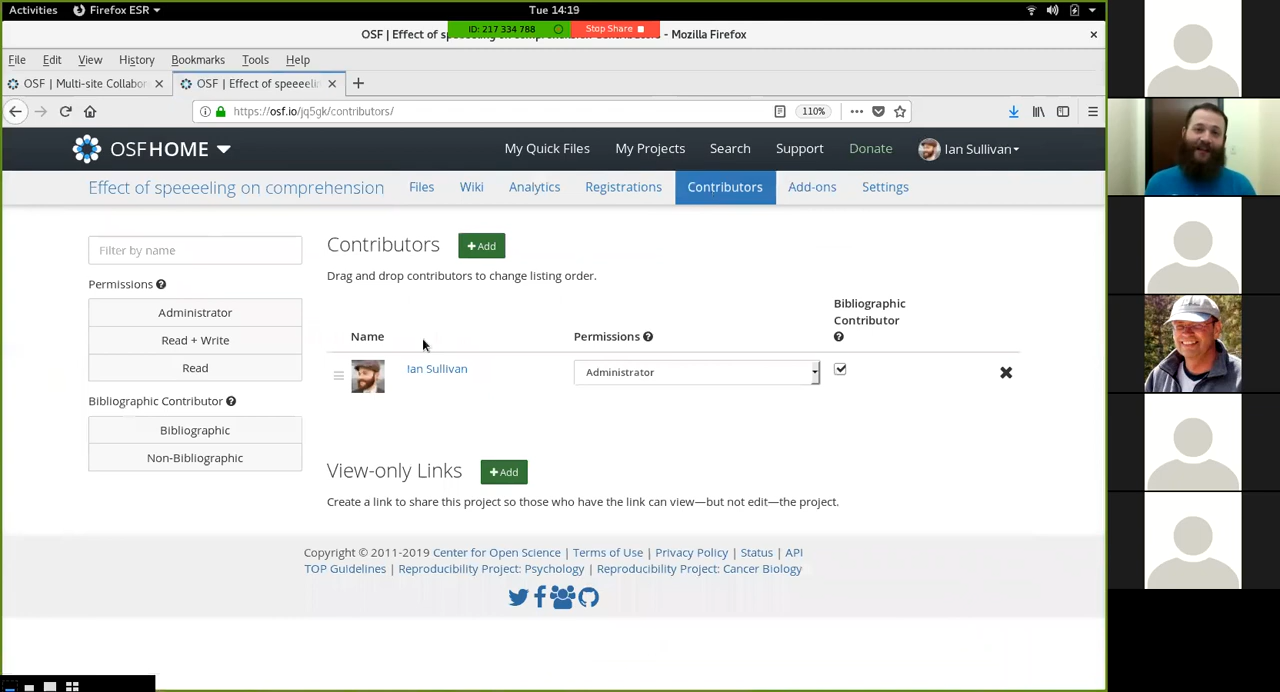 Activities Firefox ESR Tue 14:19
ID: 217 334 788 Stop Share
OSF | Effect of spe - Mozilla Firefox
File Edit View History Bookmarks Tools Help
OSF | Multi-site Collabor OSF | Effect of speeeli
https://osf.io/jq5gk/contributors/ 110%
OSFHOME My Quick Files My Projects Search Support Donate Ian Sullivan
Effect of speeeeling on comprehension Files Wiki Analytics Registrations Contributors Add-ons Settings
Filter by name
Permissions
Administrator
Read + Write
Read
Bibliographic Contributor
Bibliographic
Non-Bibliographic
Contributors + Add
Drag and drop contributors to change listing order.
Name Permissions Bibliographic
Contributor
Ian Sullivan Administrator
View-only Links + Add
Create a link to share this project so those who have the link can view—but not edit—the project.
Copyright © 2011-2019 Center for Open Science | Terms of Use | Privacy Policy | Status | API
TOP Guidelines | Reproducibility Project: Psychology | Reproducibility Project: Cancer Biology